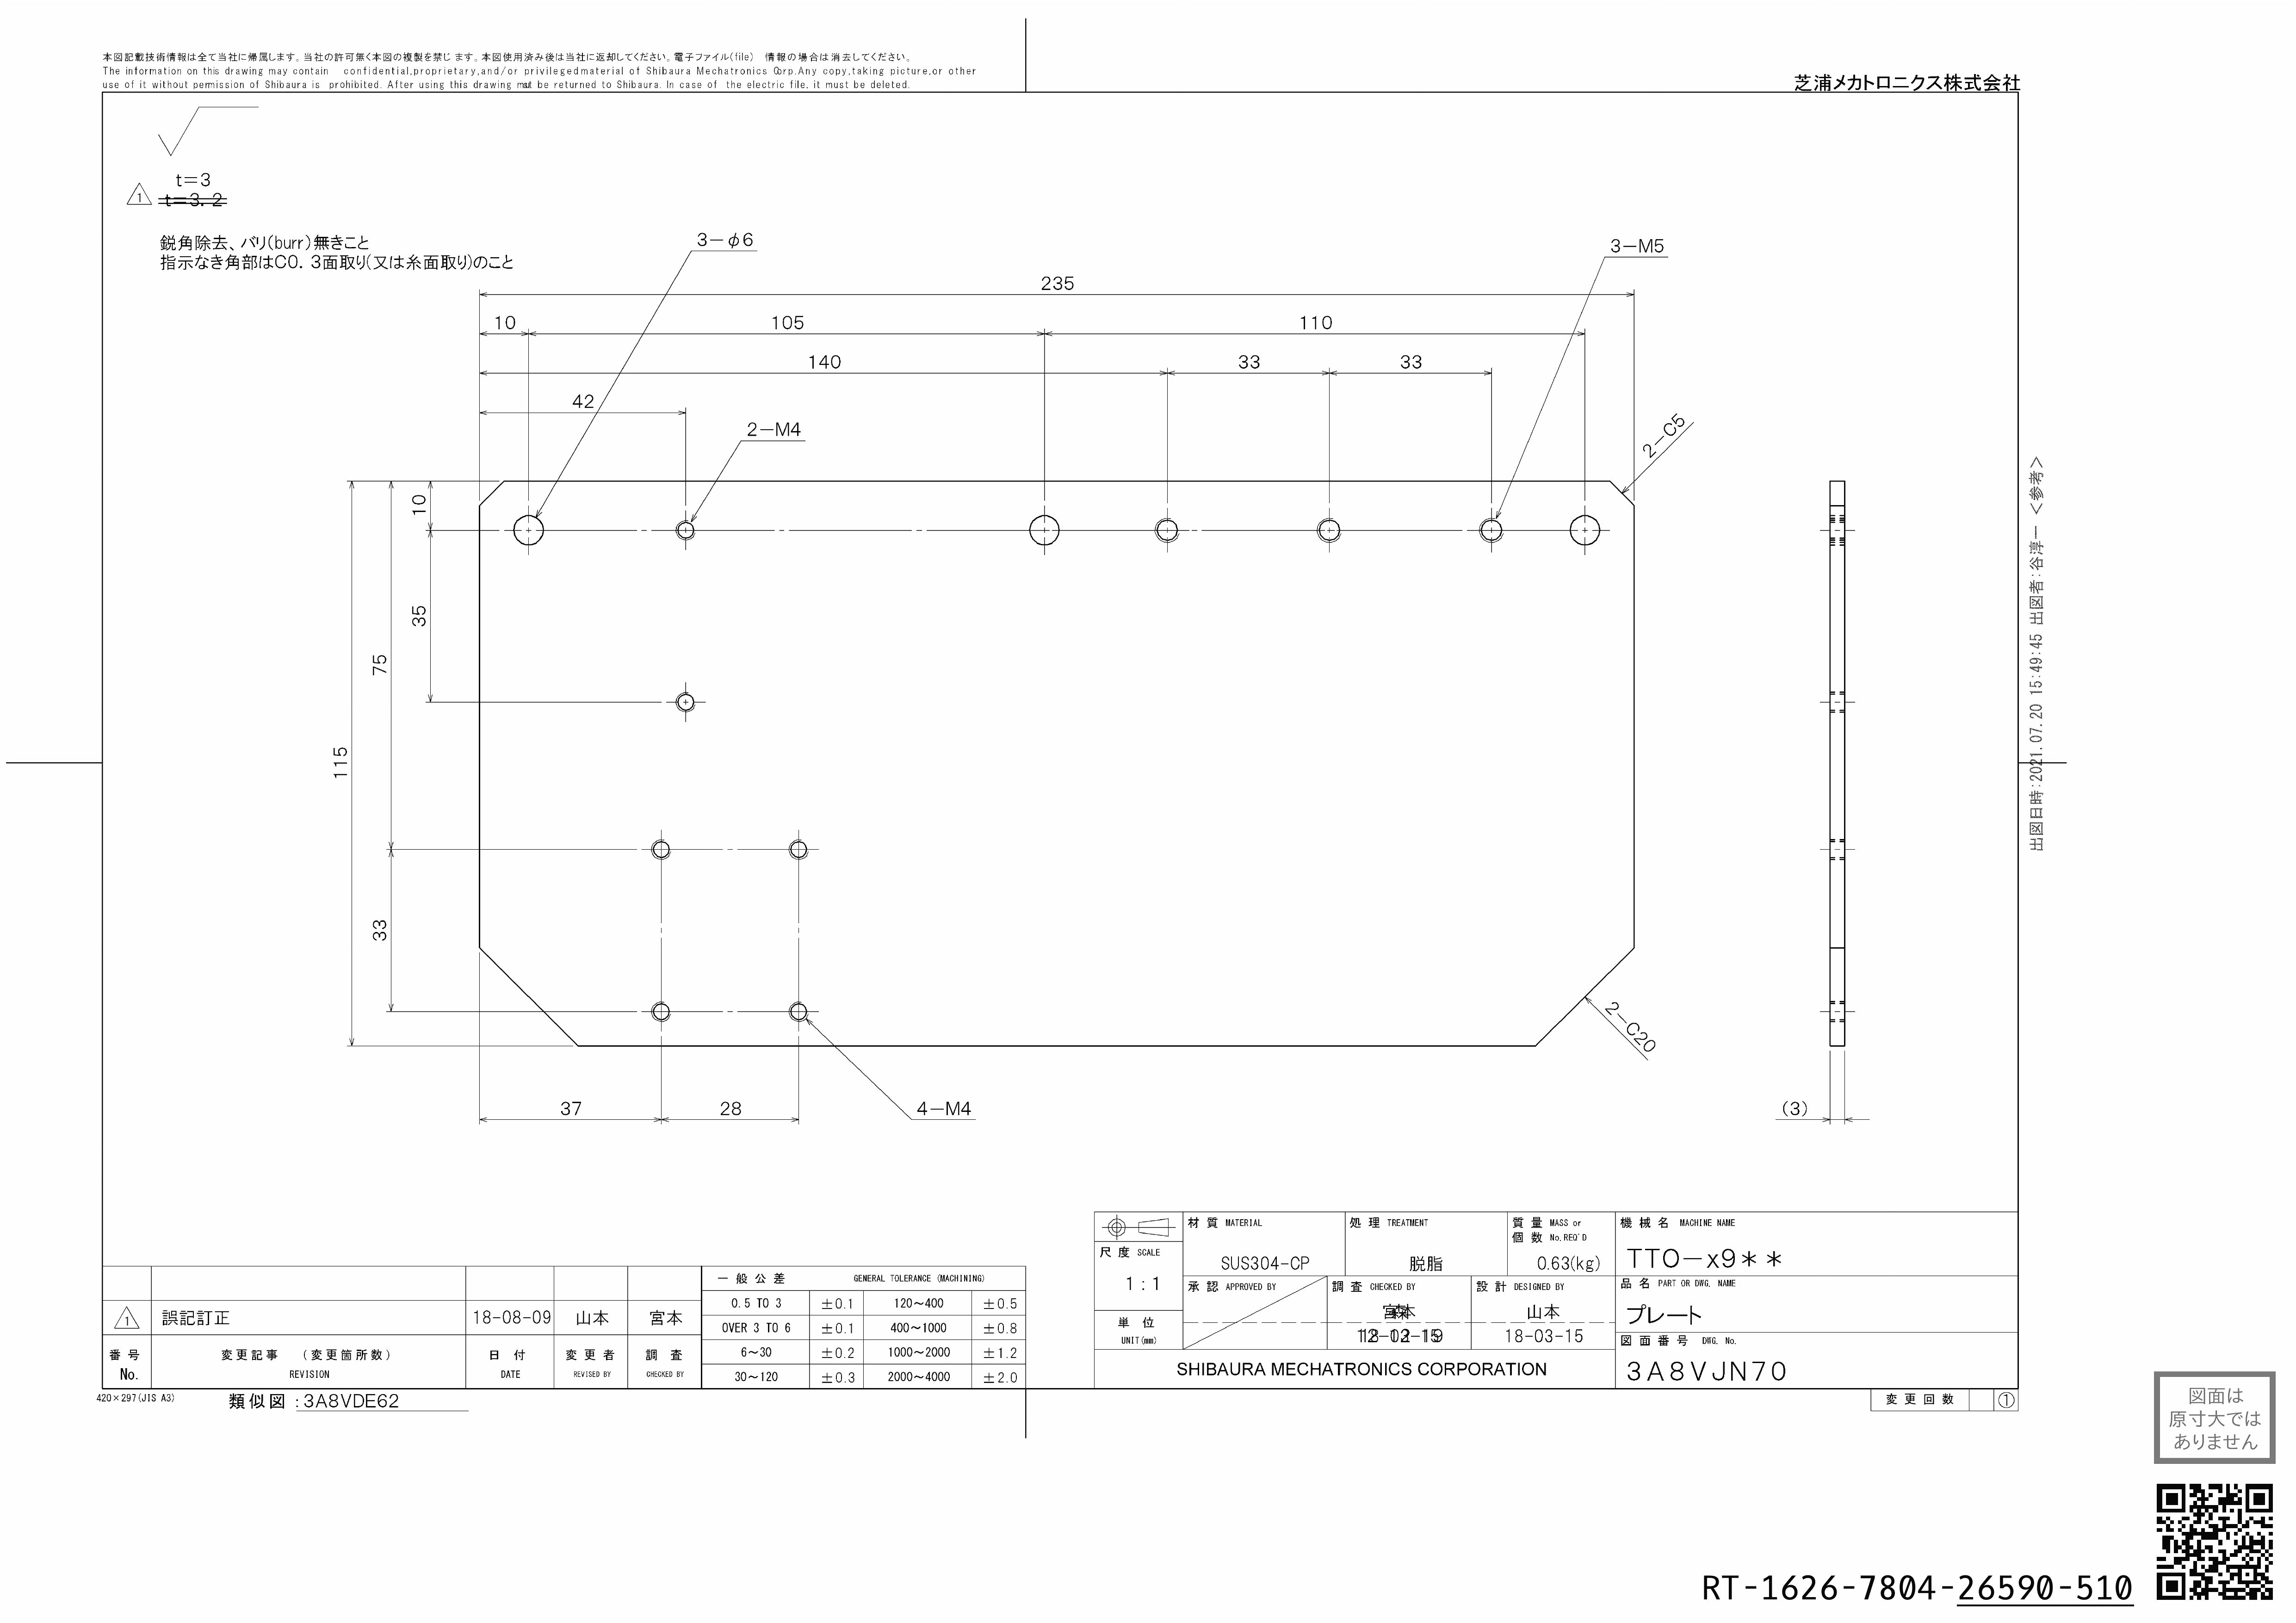 本図記載技術情報は全て当社に帰属します。当社の許可無く本図の複製を禁じます。本図使用済み後は当社に返却してください。電子ファイル(file) 情報の場合は消去してください。
The information on this drawing may contain confidential,proprietary,and/or privilegedmaterial of Shibaura Mechatronics Corp.Any copy,taking picture,or other
use of it without permission of Shibaura is prohibited. After using this drawing must be returned to Shibaura. In case of the electric file, it must be deleted.
芝浦メカトロニクス株式会社
t=3
1 t=3.2
鋭角除去、バリ(burr)無きこと
指示なき角部はC0.3面取り(又は糸面取り)のこと
3-φ6
3-M5
235
10
105
110
140
33
33
42
2-M4
2-C5
10
35
75
115
33
2-C20
37
28
4-M4
(3)
出図日時:2021.07.20 15:49:45 出図者:谷淳一 <参考>
材質 MATERIAL
SUS304-CP
処理 TREATMENT
脱脂
質量 MASS or
個数 No.REQ'D
0.63(kg)
機械名 MACHINE NAME
TTO-x9**
尺度 SCALE
1:1
単位
UNIT(mm)
承認 APPROVED BY
調査 CHECKED BY
設計 DESIGNED BY
山本
18-03-15
品名 PART OR DWG. NAME
プレート
図面番号 DWG. No.
3A8VJN70
SHIBAURA MECHATRONICS CORPORATION
一般公差 GENERAL TOLERANCE (MACHINING)
0.5 TO 3 ±0.1 120~400 ±0.5
OVER 3 TO 6 ±0.1 400~1000 ±0.8
6~30 ±0.2 1000~2000 ±1.2
30~120 ±0.3 2000~4000 ±2.0
1 誤記訂正 18-08-09 山本 宮本
番号 変更記事 (変更箇所数) 日付 変更者 調査
No. REVISION DATE REVISED BY CHECKED BY
420×297(JIS A3)
類似図 :3A8VDE62
変更回数 ①
図面は
原寸大では
ありません
RT-1626-7804-26590-510